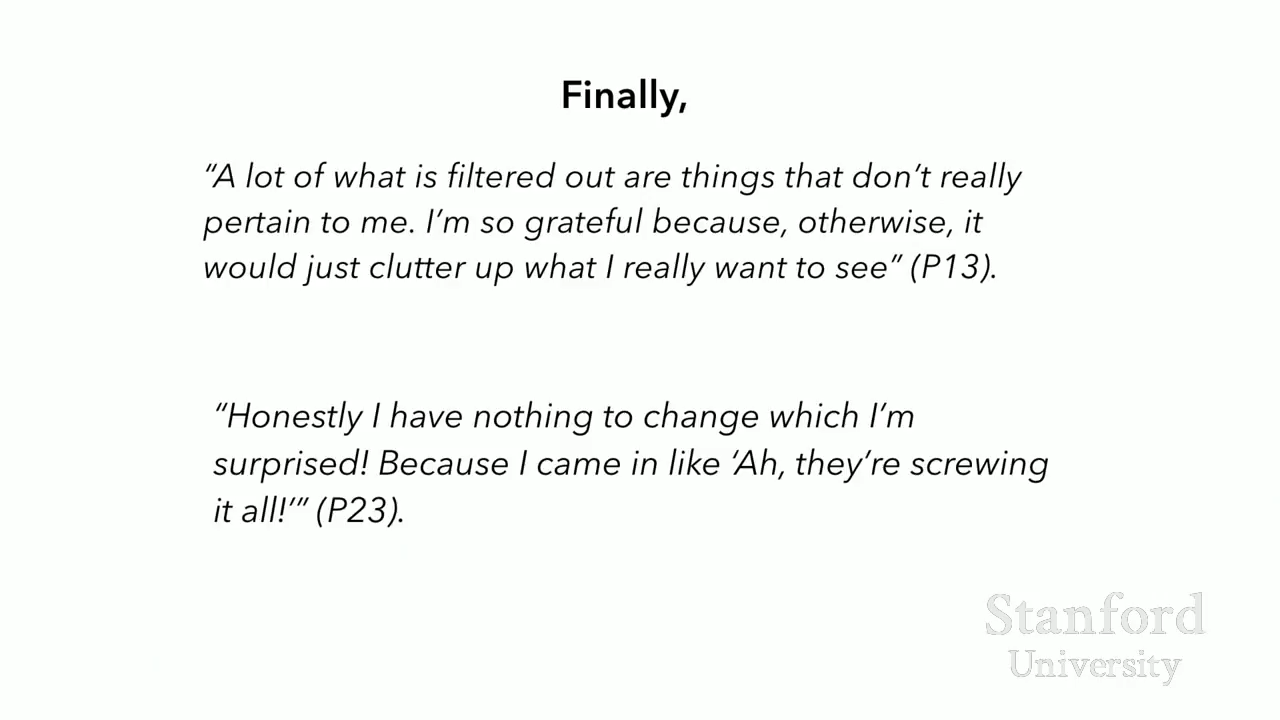 Finally,
“A lot of what is filtered out are things that don’t really
pertain to me. I’m so grateful because, otherwise, it
would just clutter up what I really want to see” (P13).
“Honestly I have nothing to change which I’m
surprised! Because I came in like ‘Ah, they’re screwing
it all!’” (P23).
Stanford
University